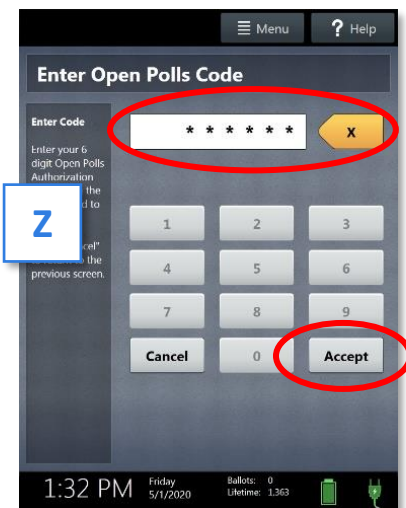 Menu
? Help
Enter Open Polls Code
Enter Code
Enter your 6
digit Open Polls
Authorization
the
d to
cel"
the
previous screen.
* * * * * *
X
Z
1 2 3
4 5 6
7 8 9
Cancel 0 Accept
1:32 PM
Friday
5/1/2020
Ballots: 0
Lifetime: 1,363